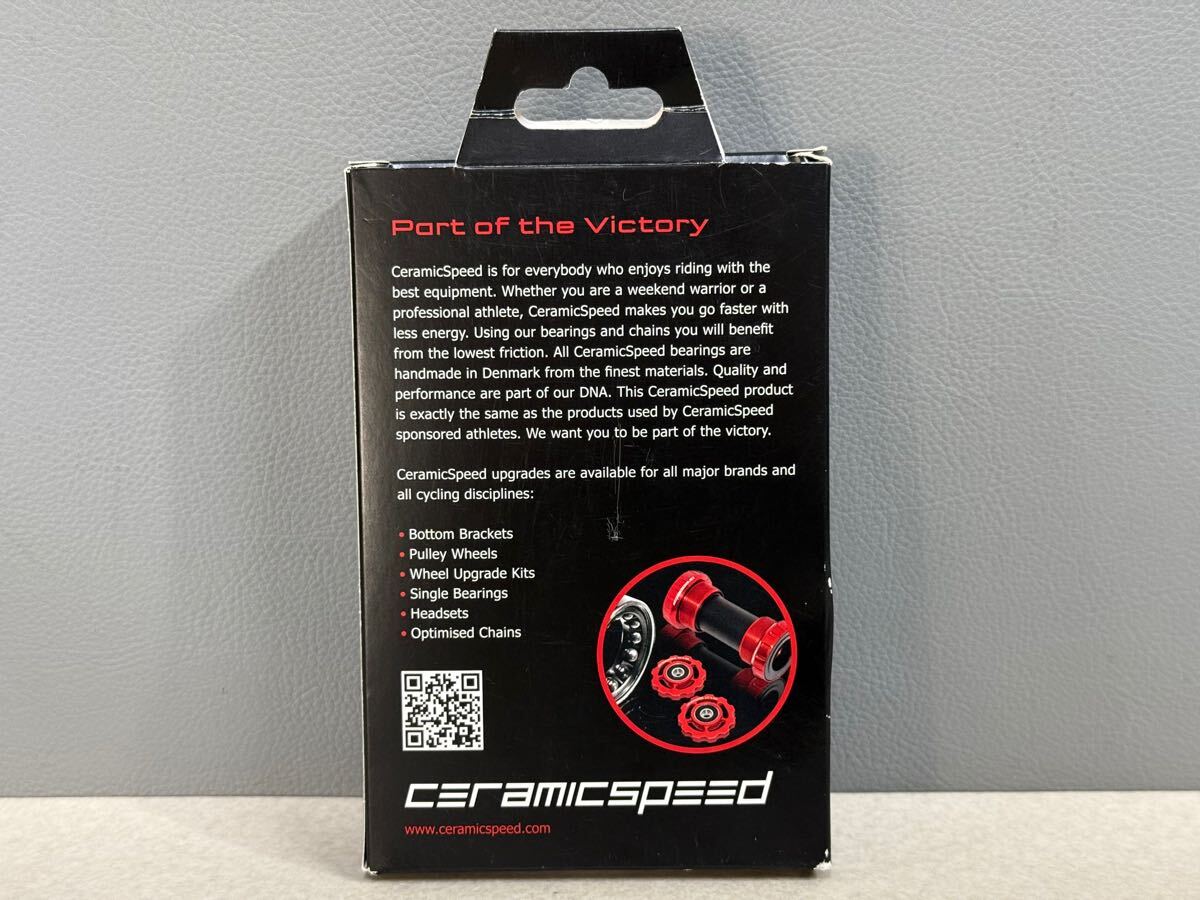 Part of the Victory
CeramicSpeed is for everybody who enjoys riding with the
best equipment. Whether you are a weekend warrior or a
professional athlete, CeramicSpeed makes you go faster with
less energy. Using our bearings and chains you will benefit
from the lowest friction. All CeramicSpeed bearings are
handmade in Denmark from the finest materials. Quality and
performance are part of our DNA. This CeramicSpeed product
is exactly the same as the products used by CeramicSpeed
sponsored athletes. We want you to be part of the victory.
CeramicSpeed upgrades are available for all major brands and
all cycling disciplines:
• Bottom Brackets
• Pulley Wheels
• Wheel Upgrade Kits
• Single Bearings
• Headsets
• Optimised Chains
ceramicspeed
www.ceramicspeed.com